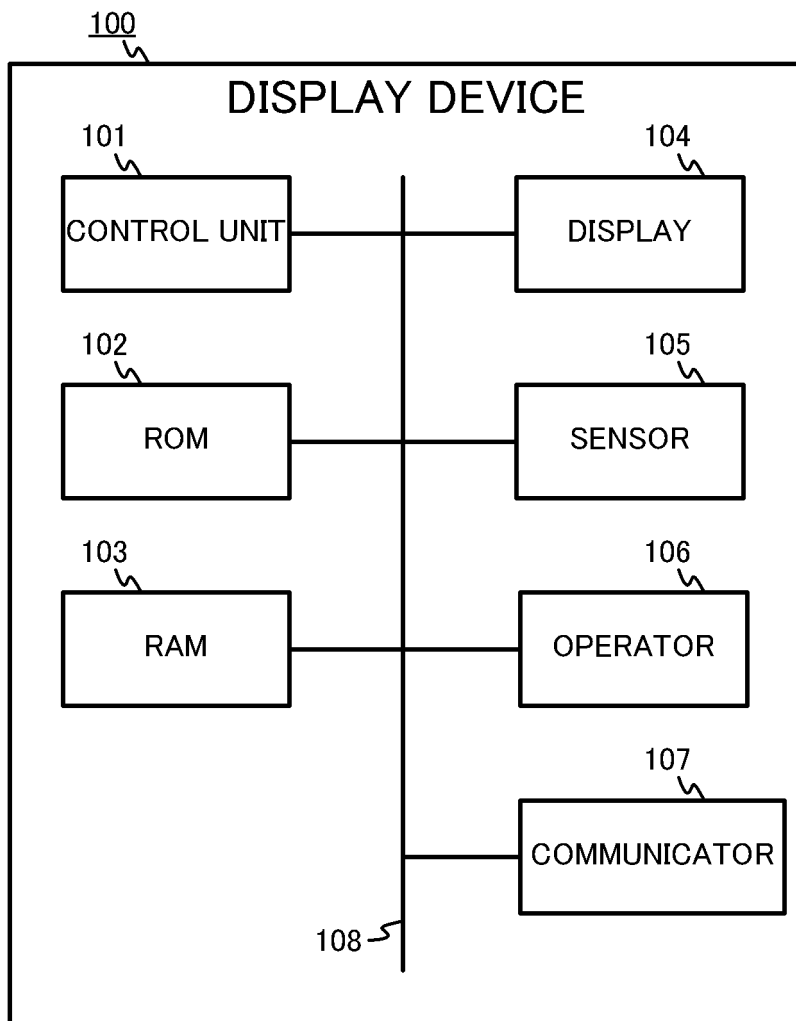 100
DISPLAY DEVICE
101
CONTROL UNIT
104
DISPLAY
102
ROM
105
SENSOR
103
RAM
106
OPERATOR
107
COMMUNICATOR
108